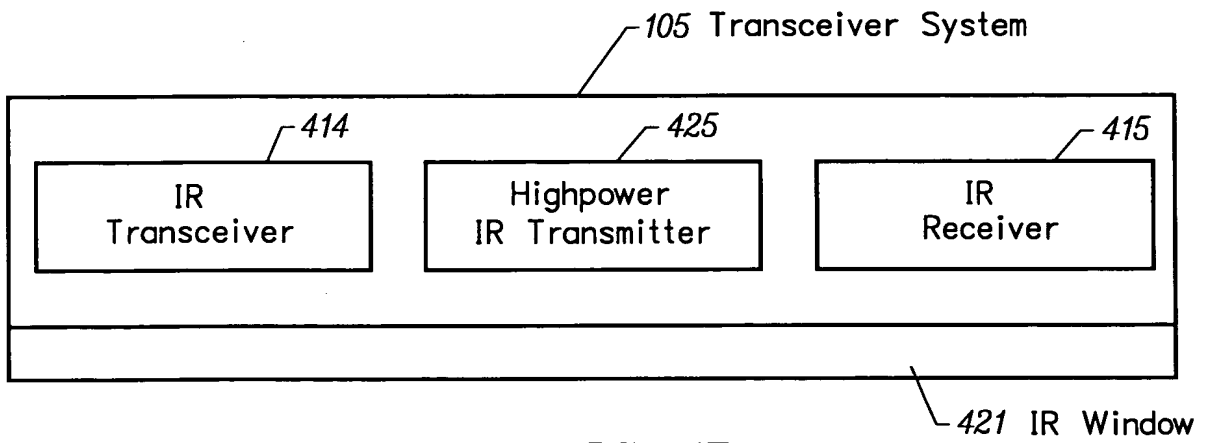 105 Transceiver System
414
425
415
IR
Transceiver
Highpower
IR Transmitter
IR
Receiver
421 IR Window